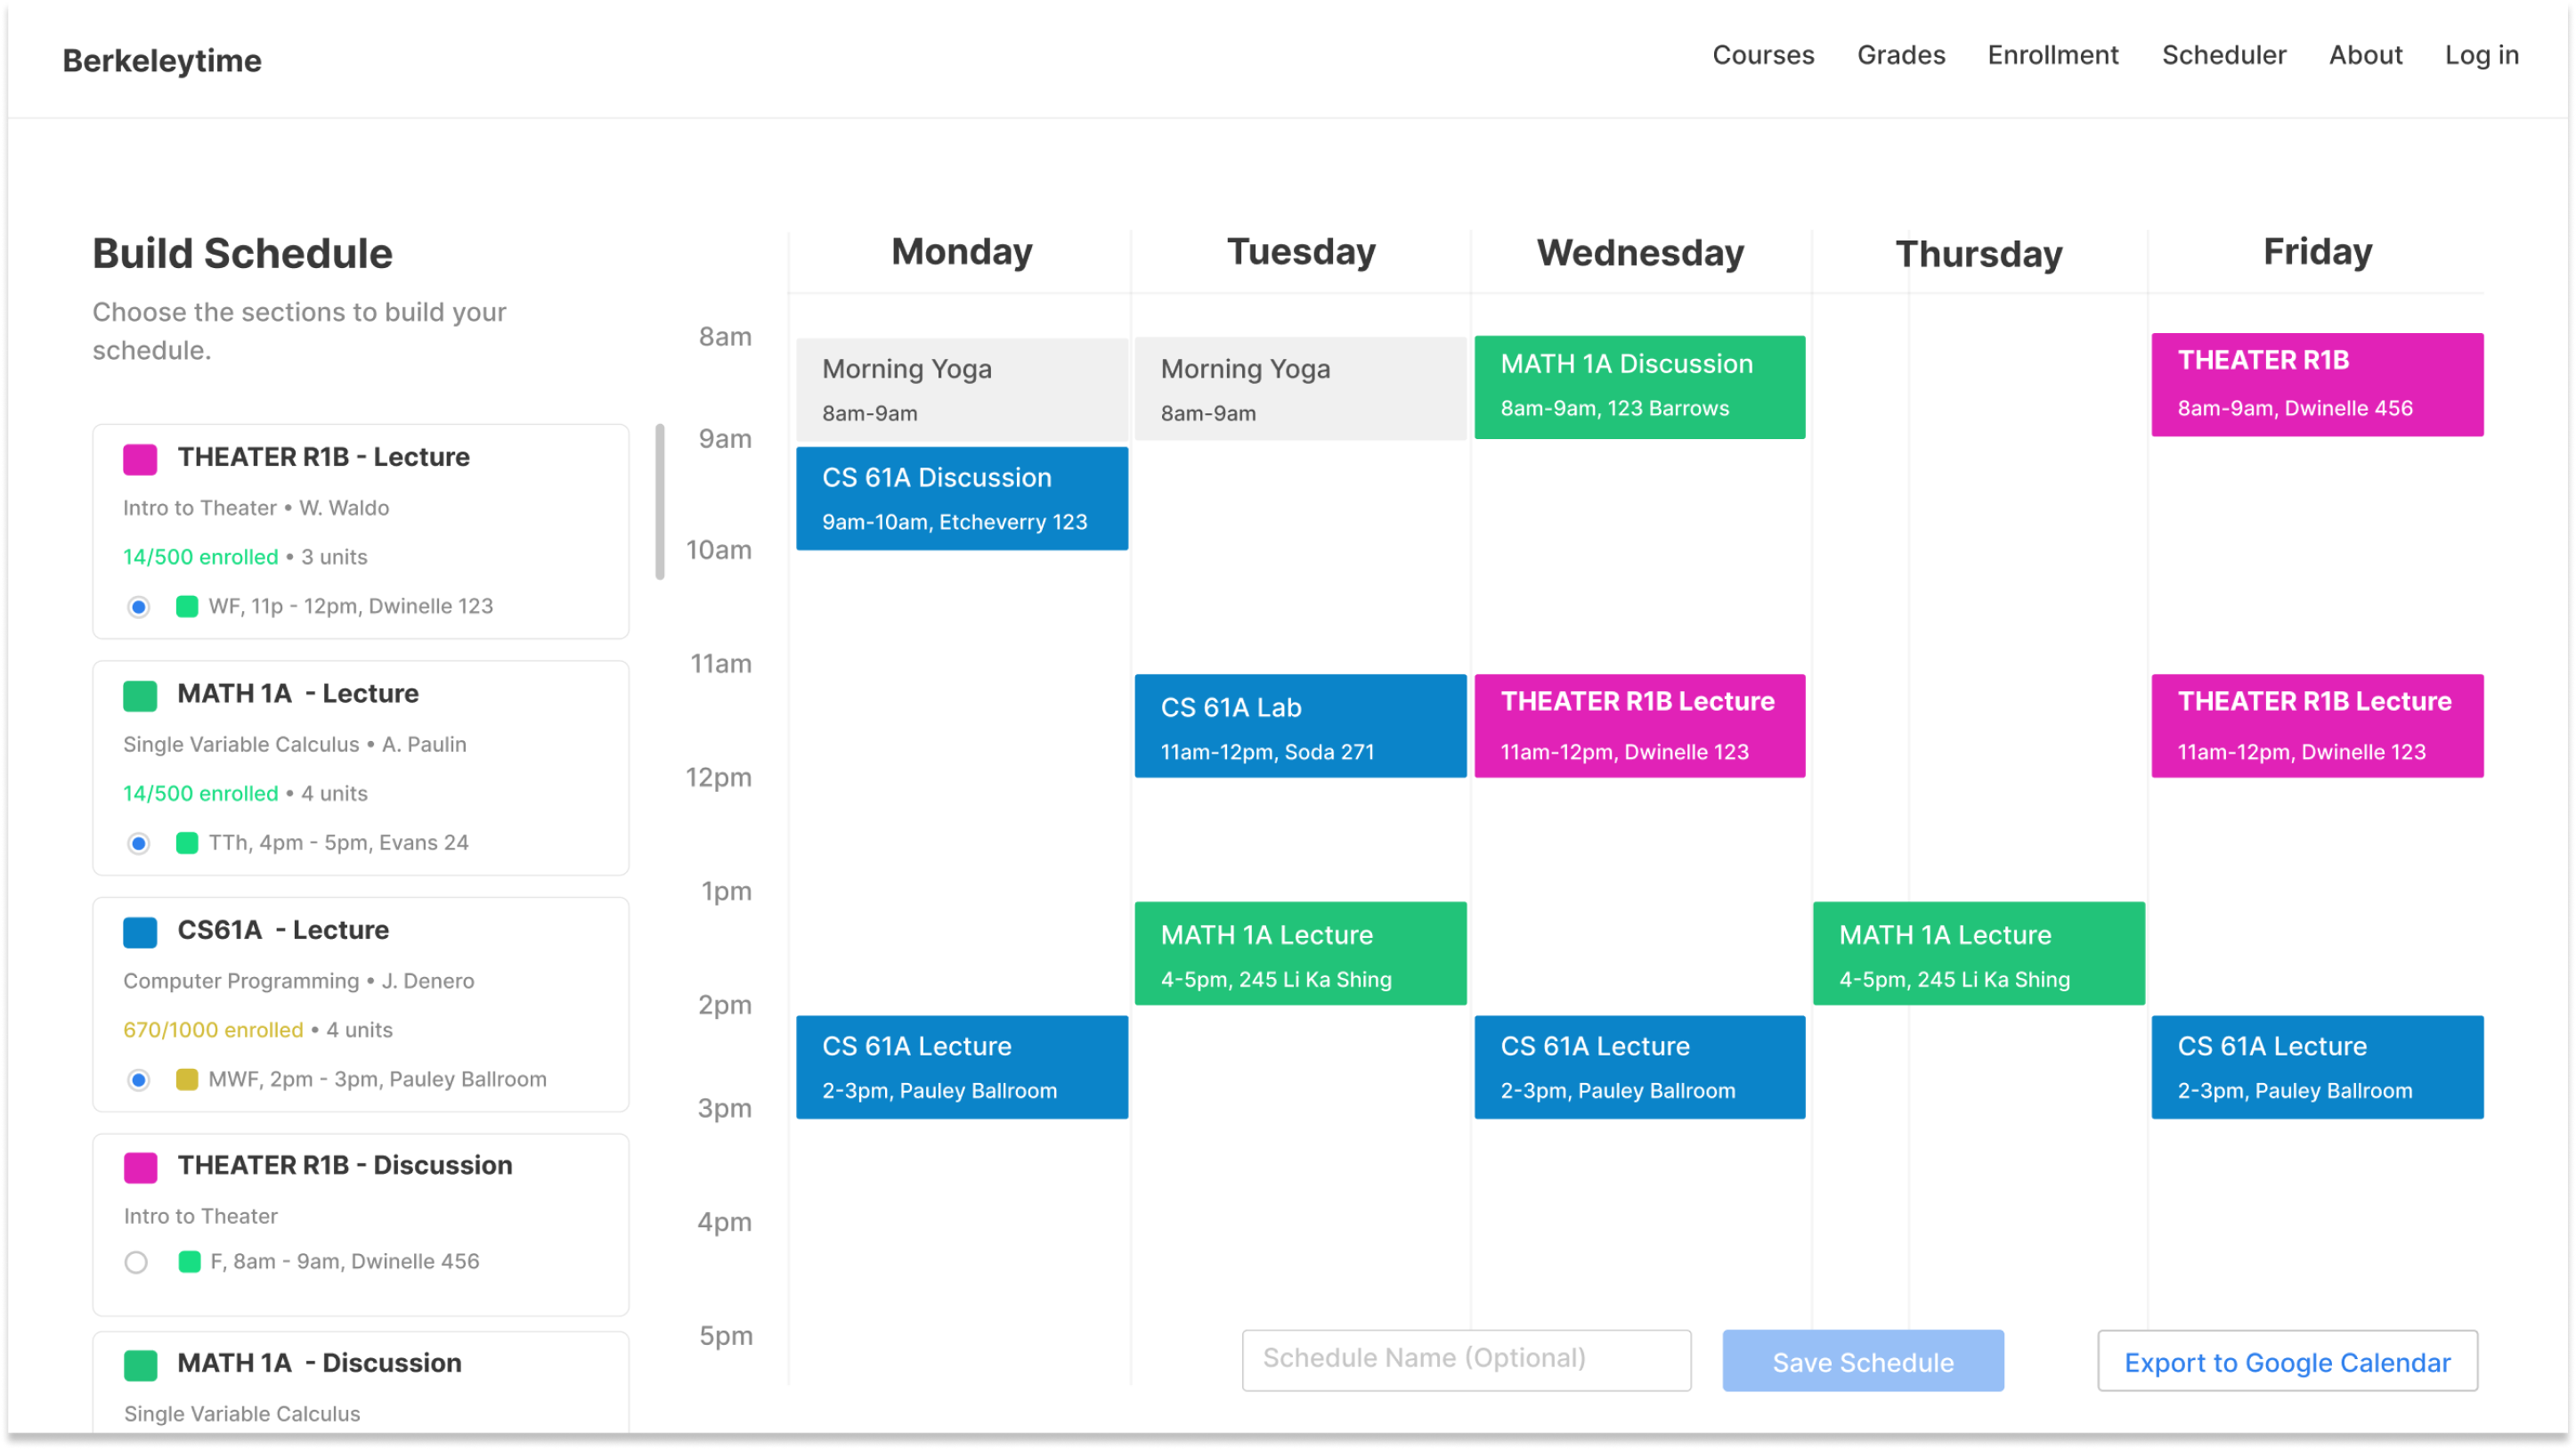 Berkeleytime
Courses Grades Enrollment Scheduler About Log in
Build Schedule
Choose the sections to build your
schedule.
THEATER R1B - Lecture
Intro to Theater • W. Waldo
14/500 enrolled • 3 units
WF, 11p - 12pm, Dwinelle 123
MATH 1A - Lecture
Single Variable Calculus • A. Paulin
14/500 enrolled • 4 units
TTh, 4pm - 5pm, Evans 24
CS61A - Lecture
Computer Programming • J. Denero
670/1000 enrolled • 4 units
MWF, 2pm - 3pm, Pauley Ballroom
THEATER R1B - Discussion
Intro to Theater
F, 8am - 9am, Dwinelle 456
MATH 1A - Discussion
Single Variable Calculus
Monday Tuesday Wednesday Thursday Friday
8am
9am
10am
11am
12pm
1pm
2pm
3pm
4pm
5pm
Morning Yoga
8am-9am
CS 61A Discussion
9am-10am, Etcheverry 123
CS 61A Lecture
2-3pm, Pauley Ballroom
Morning Yoga
8am-9am
CS 61A Lab
11am-12pm, Soda 271
MATH 1A Lecture
4-5pm, 245 Li Ka Shing
MATH 1A Discussion
8am-9am, 123 Barrows
THEATER R1B Lecture
11am-12pm, Dwinelle 123
CS 61A Lecture
2-3pm, Pauley Ballroom
MATH 1A Lecture
4-5pm, 245 Li Ka Shing
THEATER R1B
8am-9am, Dwinelle 456
THEATER R1B Lecture
11am-12pm, Dwinelle 123
CS 61A Lecture
2-3pm, Pauley Ballroom
Schedule Name (Optional)
Save Schedule
Export to Google Calendar